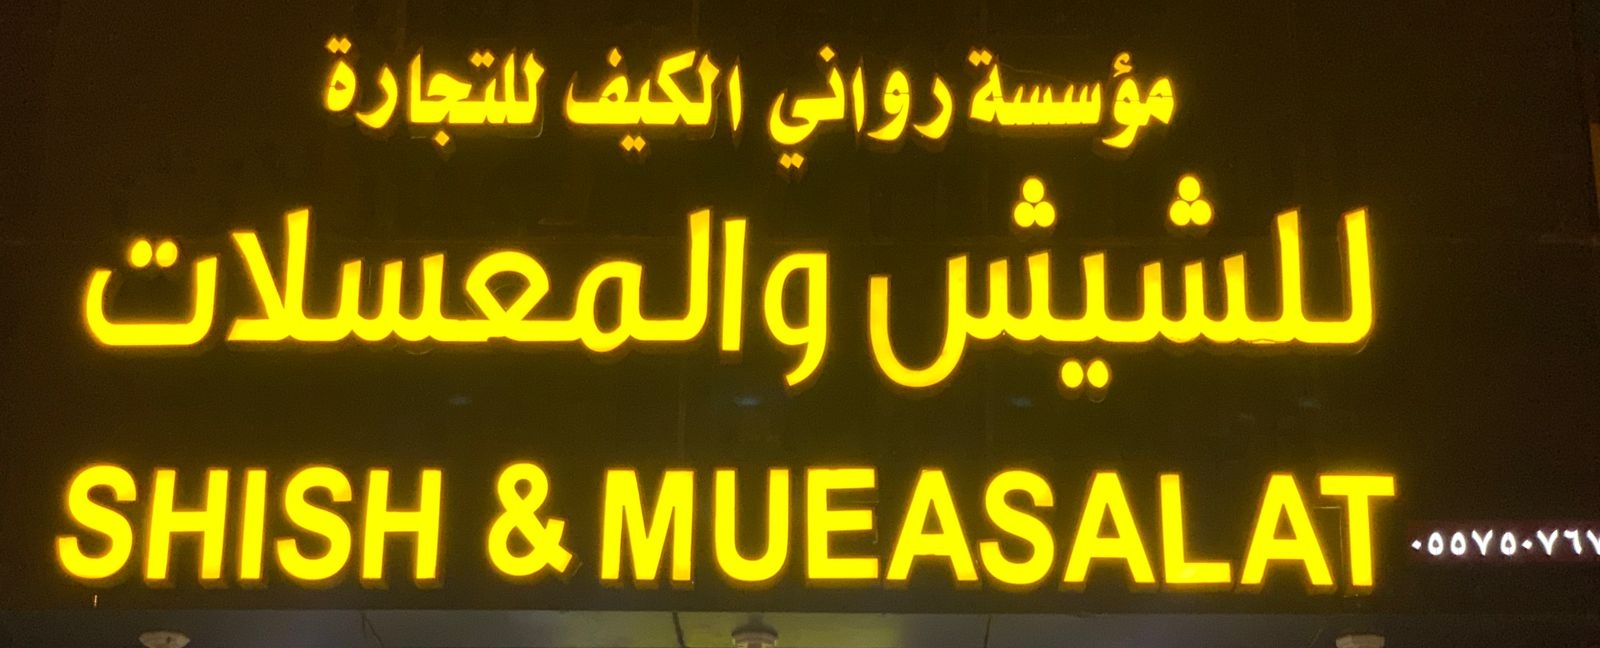 مؤسسة رواني الكيف للتجارة
للشيش والمعسلات
SHISH & MUEASALAT
٠٥٥٧٥٠٧٦٧